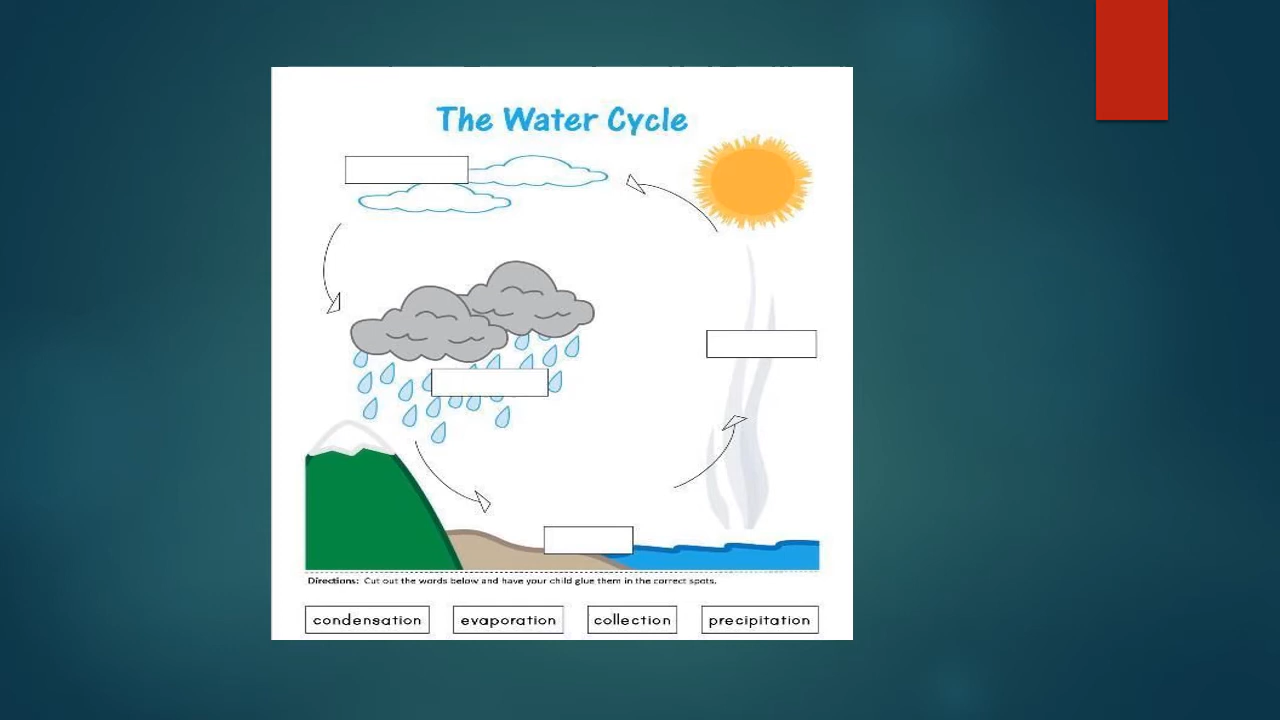 The Water Cycle
Directions: Cut out the words below and have your child glue them in the correct spots.
condensation evaporation collection precipitation